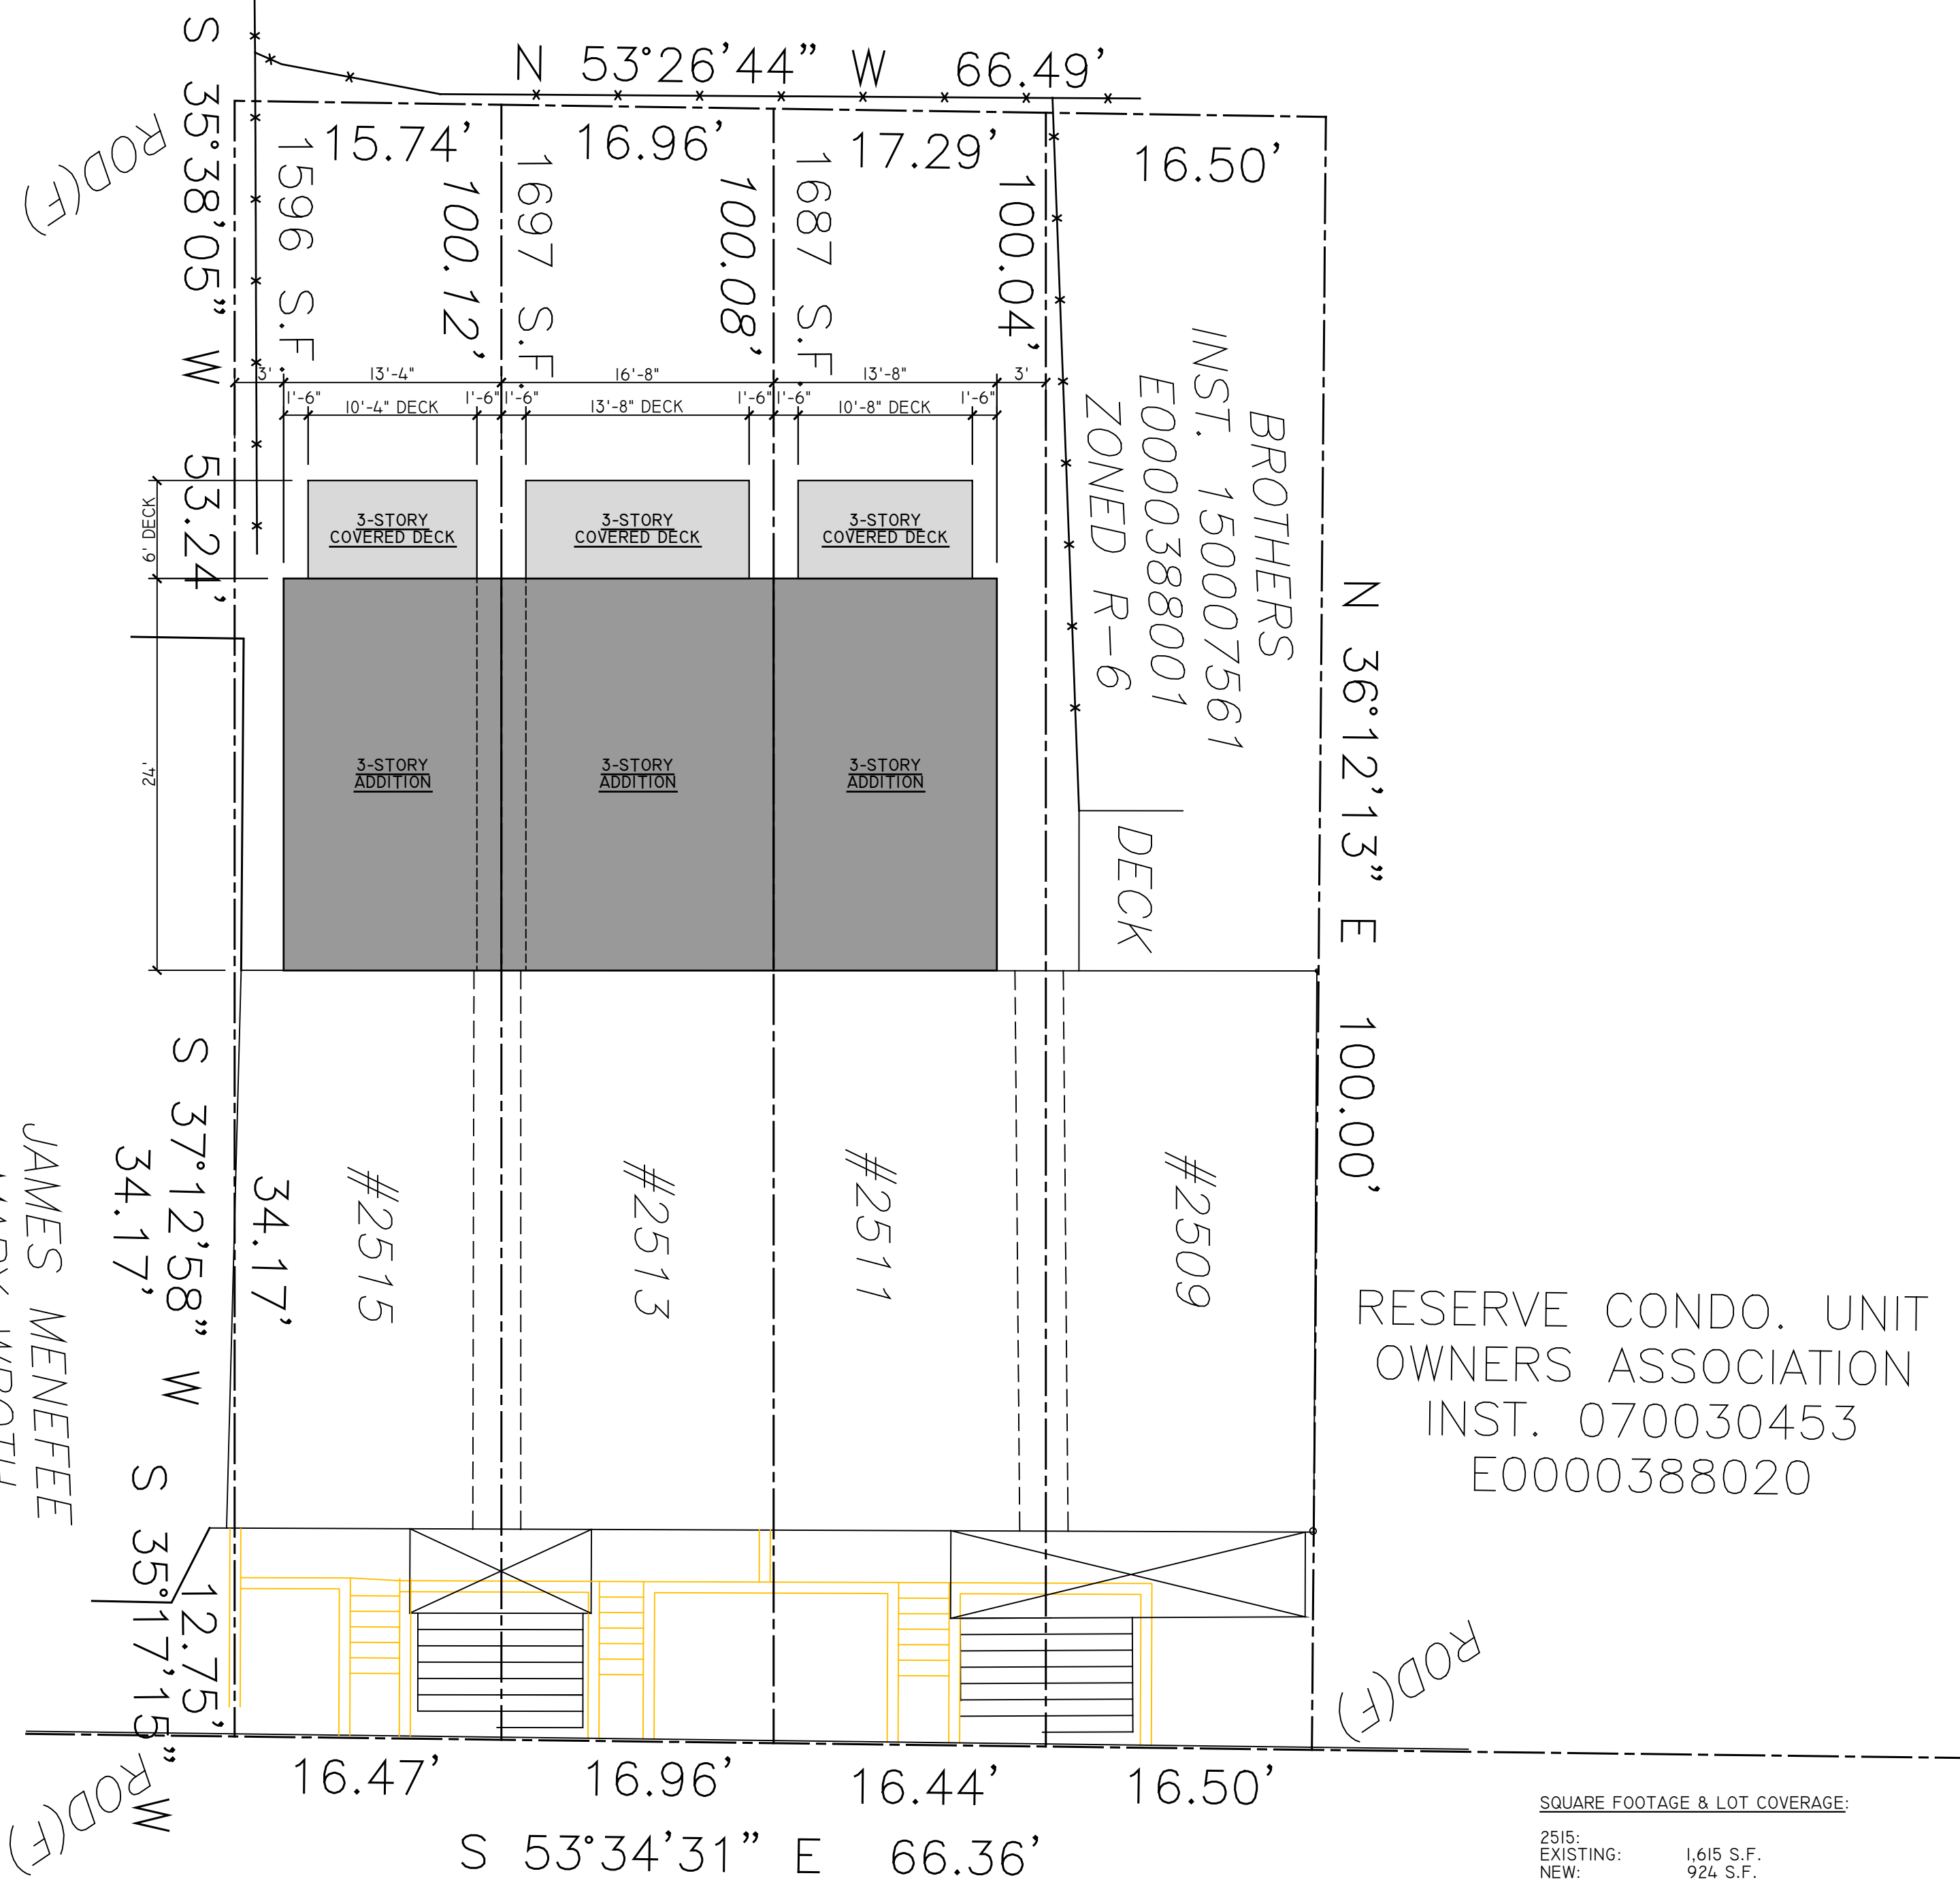 N 53°26'44" W 66.49'
15.74'
16.96'
17.29'
16.50'
ROD(F)
S 35°38'05" W 53.24'
1596 S.F.
100.12'
1697 S.F.
100.08'
1687 S.F.
100.04'
BROTHERS
INST. 150007561
E0000388001
ZONED R-6
3'
13'-4"
16'-8"
13'-8"
3'
1'-6"
10'-4" DECK
1'-6"
1'-6"
13'-8" DECK
1'-6"
1'-6"
10'-8" DECK
1'-6"
6' DECK
3-STORY
COVERED DECK
3-STORY
COVERED DECK
3-STORY
COVERED DECK
24'
3-STORY
ADDITION
3-STORY
ADDITION
3-STORY
ADDITION
DECK
N 36°12'13" E 100.00'
S 37°12'58" W
34.17'
34.17'
JAMES MENEFEE
#2515
#2513
#2511
#2509
RESERVE CONDO. UNIT
OWNERS ASSOCIATION
INST. 070030453
E0000388020
S 35°17'15" W
12.75'
ROD(F)
ROD(F)
16.47'
16.96'
16.44'
16.50'
S 53°34'31" E 66.36'
SQUARE FOOTAGE & LOT COVERAGE:
2515:
EXISTING: 1,615 S.F.
NEW: 924 S.F.